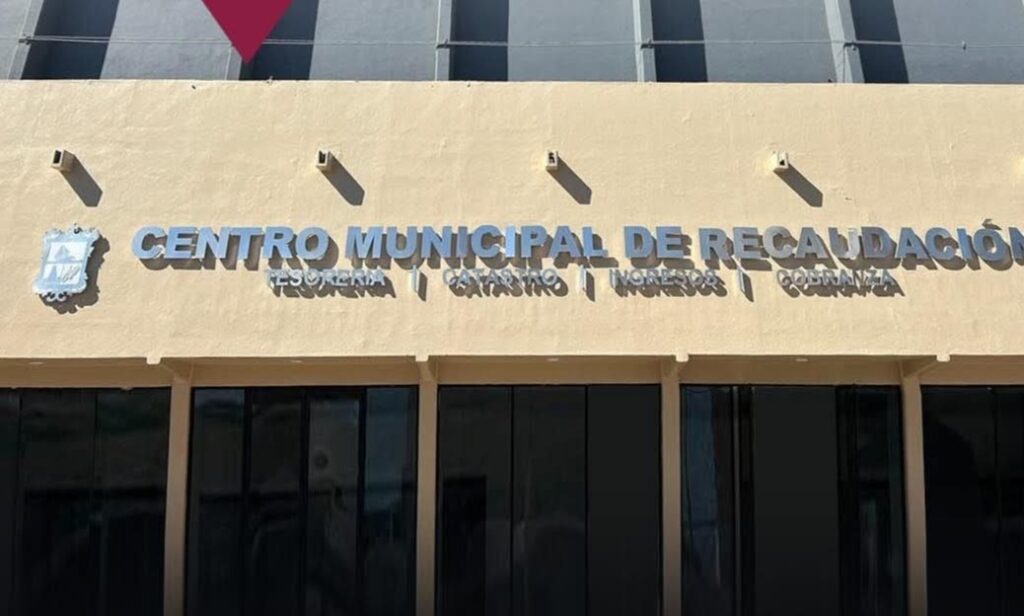 CENTRO MUNICIPAL DE RECAUDACIÓN
TESORERIA | CATASTRO | INGRESOS | COBRANZA